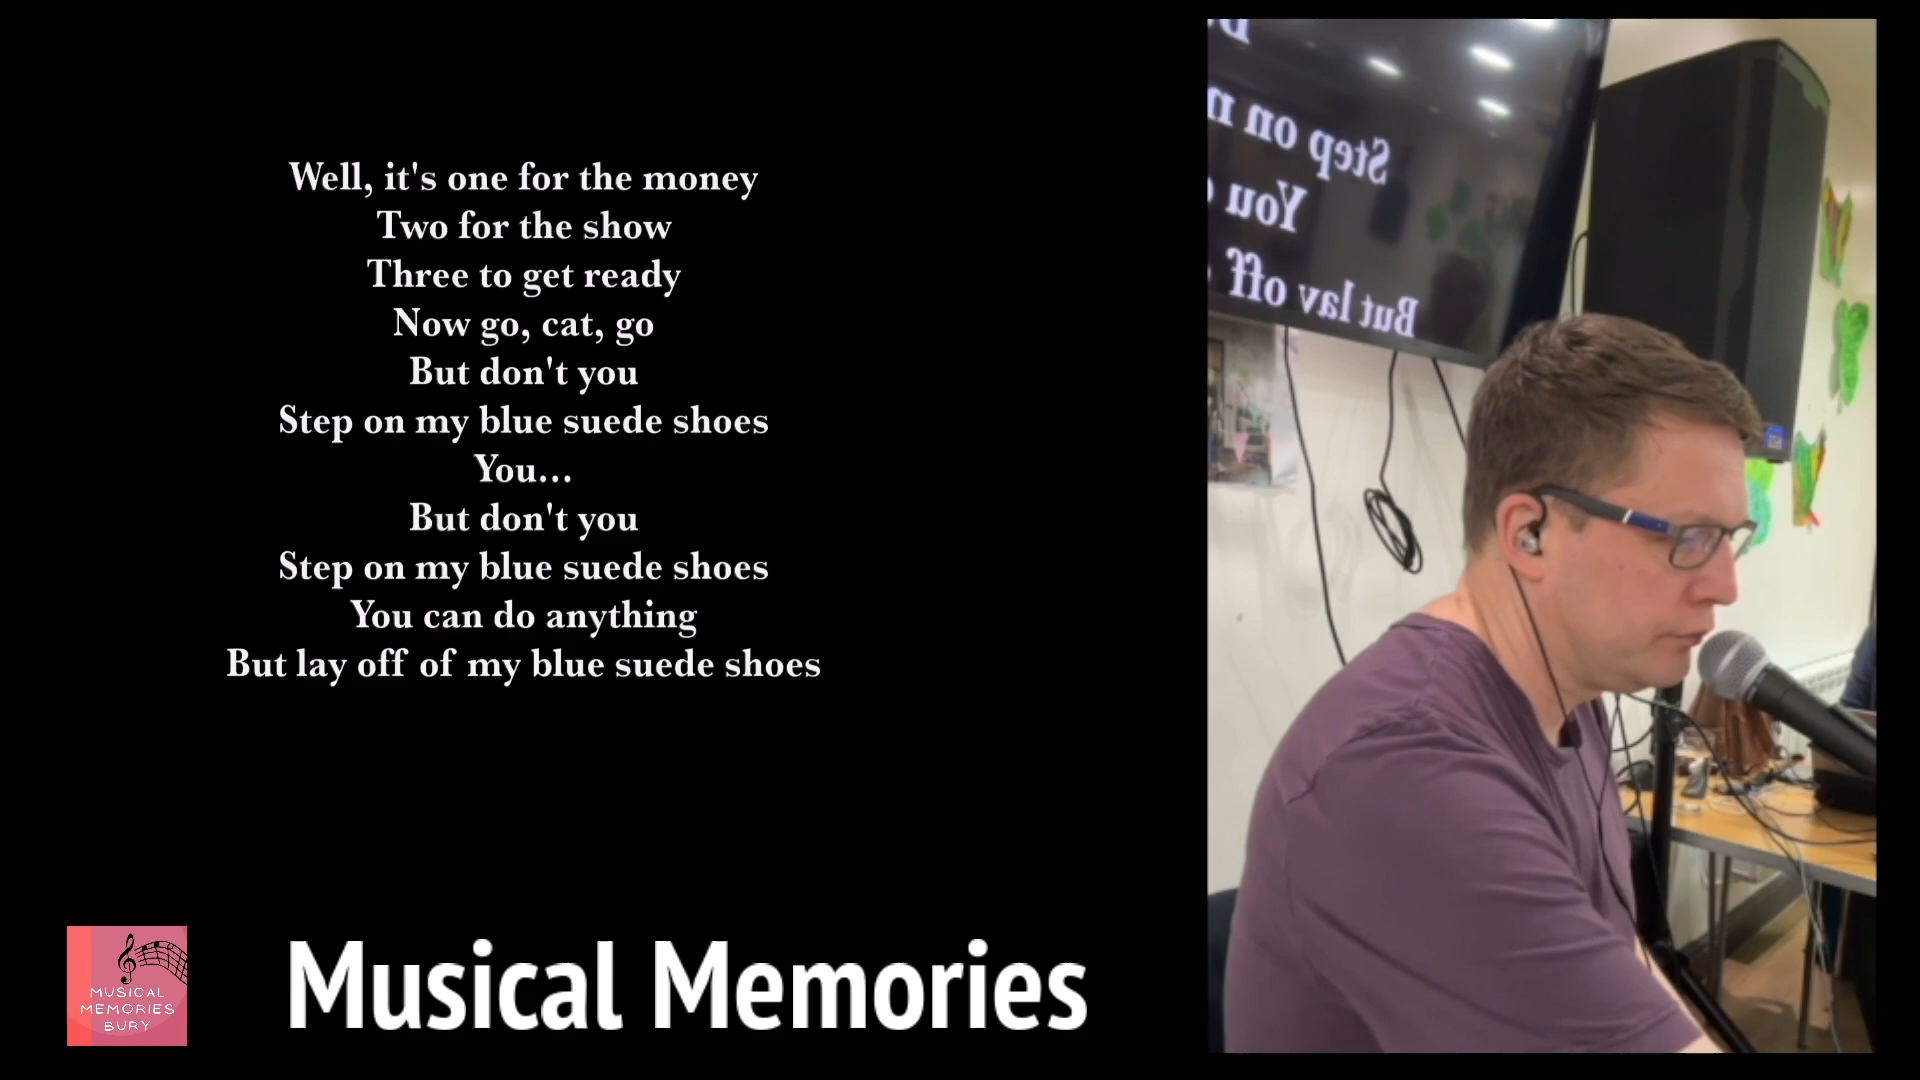 Well, it's one for the money
Two for the show
Three to get ready
Now go, cat, go
But don't you
Step on my blue suede shoes
You...
But don't you
Step on my blue suede shoes
You can do anything
But lay off of my blue suede shoes
MUSICAL
MEMORIES
BURY
Musical Memories
Step on
You
But lay off